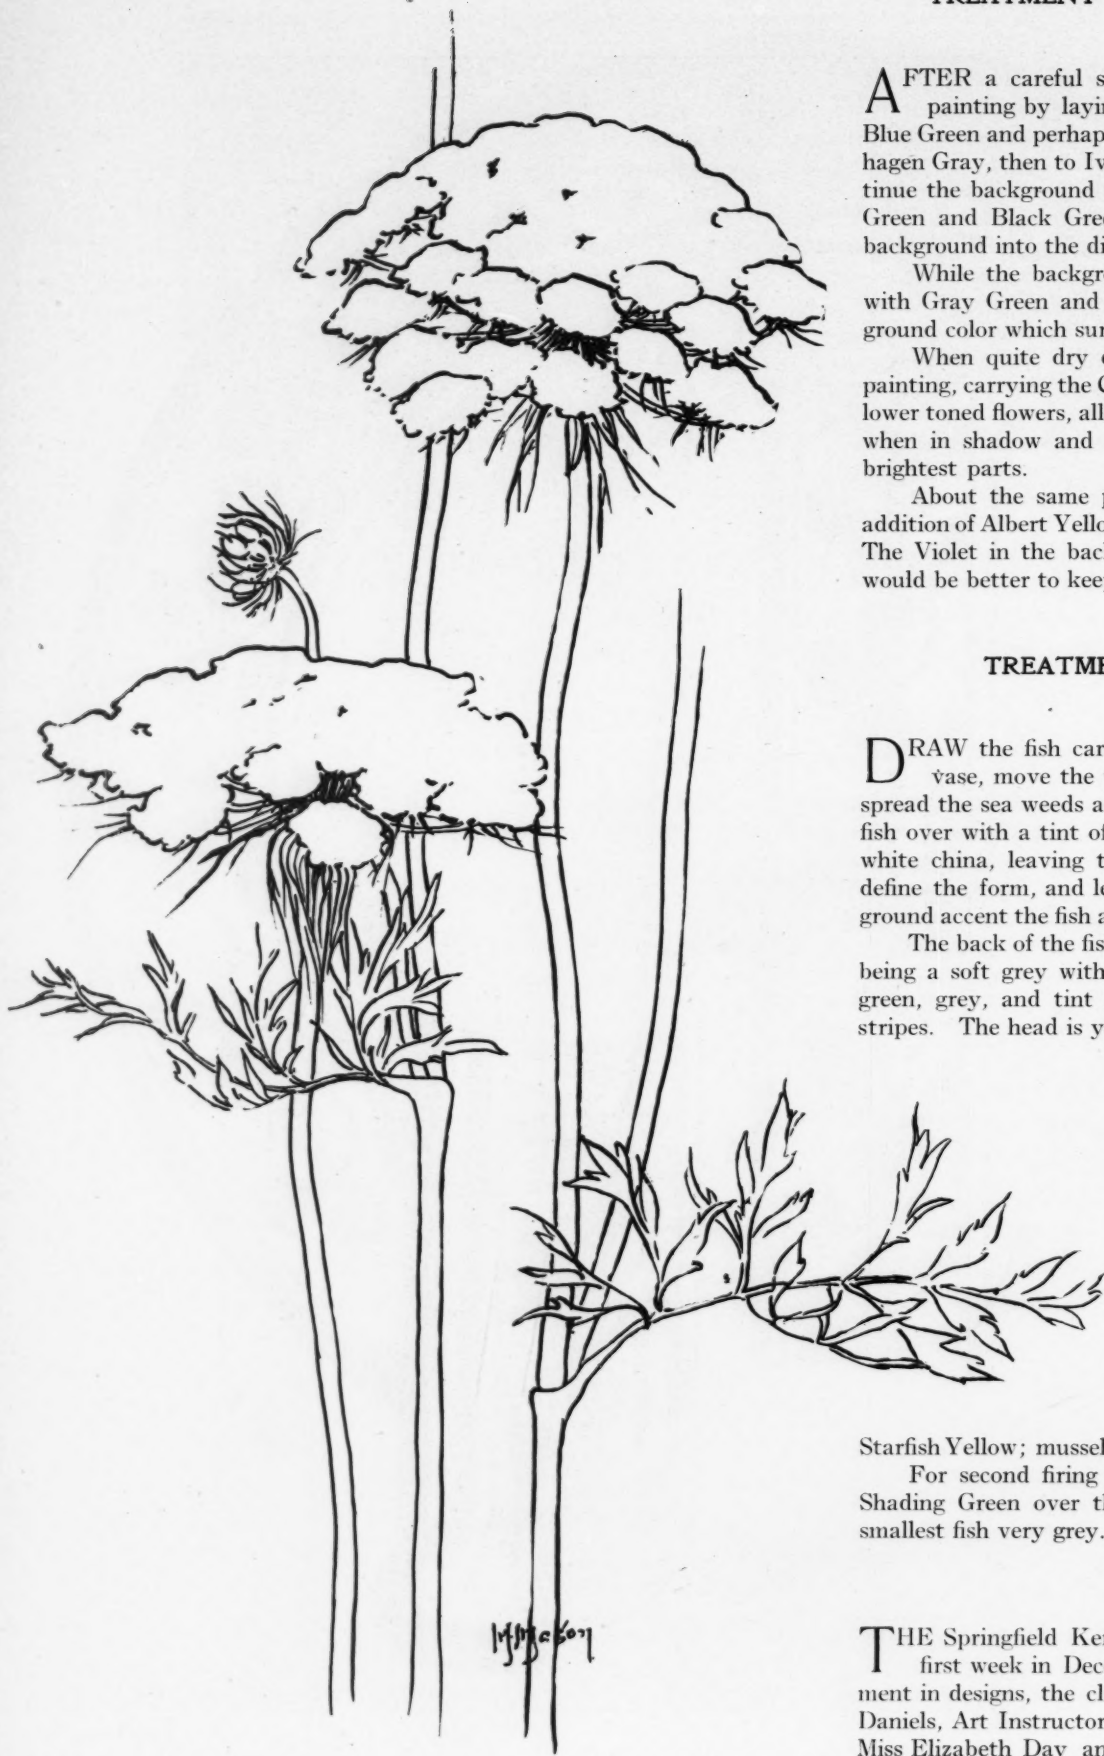 TREATMENT
AFTER a careful s
painting by layin
Blue Green and perhap
hagen Gray, then to Iv
tinue the background
Green and Black Gree
background into the di
While the backgro
with Gray Green and
ground color which sur
When quite dry
painting, carrying the
lower toned flowers, all
when in shadow and
brightest parts.
About the same p
addition of Albert Yello
The Violet in the bac
would be better to kee
TREATME
DRAW the fish car
vase, move the
spread the sea weeds a
fish over with a tint of
white china, leaving t
define the form, and le
ground accent the fish a
The back of the fis
being a soft grey with
green, grey, and tint
stripes. The head is y
Starfish Yellow; mussel
For second firing
Shading Green over th
smallest fish very grey.
THE Springfield Ker
first week in Dec
ment in designs, the cl
Daniels, Art Instructor
Miss Elizabeth Day an